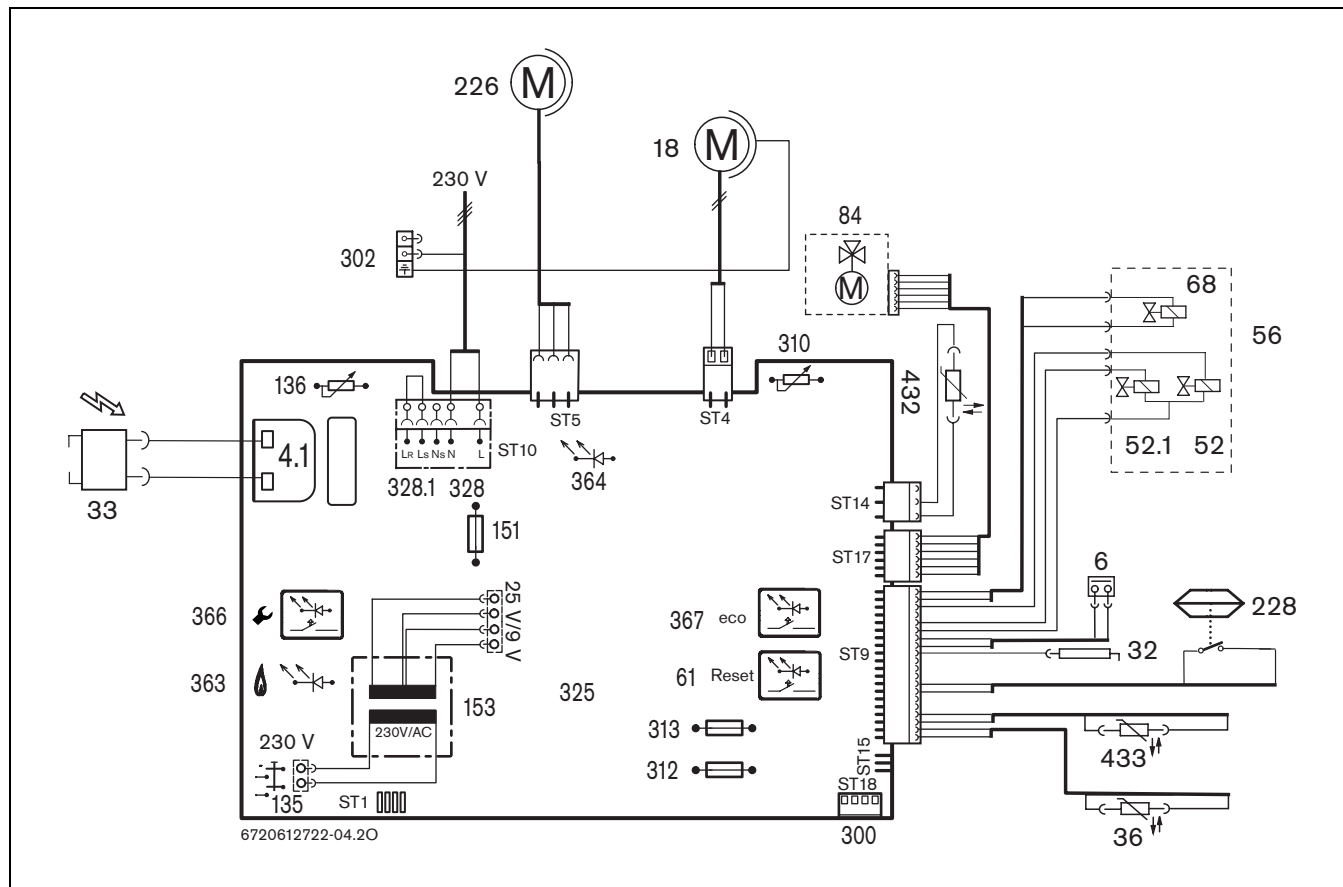 226
M
18
M
230 V
84
M
302
68
56
310
136
432
ST5
ST4
52.1
52
4.1
LR
LS
NS
N
L
ST10
364
33
328.1
328
ST14
151
ST17
6
25 V/9 V
366
367
eco
228
ST9
32
363
325
61
Reset
153
230V/AC
313
230 V
433
312
ST15
135
ST1
ST18
36
6720612722-04.2O
300